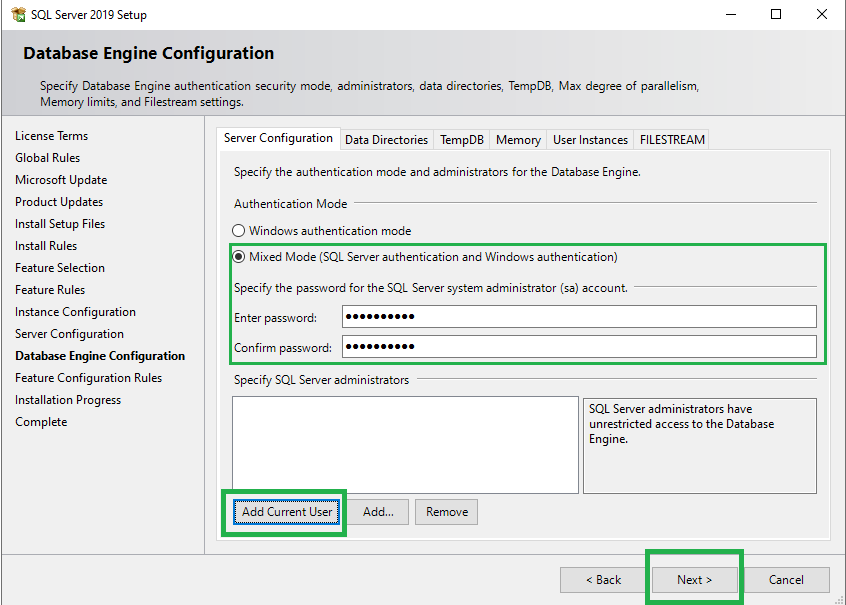 SQL Server 2019 Setup
Database Engine Configuration
Specify Database Engine authentication security mode, administrators, data directories, TempDB, Max degree of parallelism,
Memory limits, and Filestream settings.
License Terms
Global Rules
Microsoft Update
Product Updates
Install Setup Files
Install Rules
Feature Selection
Feature Rules
Instance Configuration
Server Configuration
Database Engine Configuration
Feature Configuration Rules
Installation Progress
Complete
Server Configuration Data Directories TempDB Memory User Instances FILESTREAM
Specify the authentication mode and administrators for the Database Engine.
Authentication Mode
Windows authentication mode
Mixed Mode (SQL Server authentication and Windows authentication)
Specify the password for the SQL Server system administrator (sa) account.
Enter password: ●●●●●●●●●●
Confirm password: ●●●●●●●●●●
Specify SQL Server administrators
SQL Server administrators have
unrestricted access to the Database
Engine.
Add Current User Add... Remove
< Back Next > Cancel